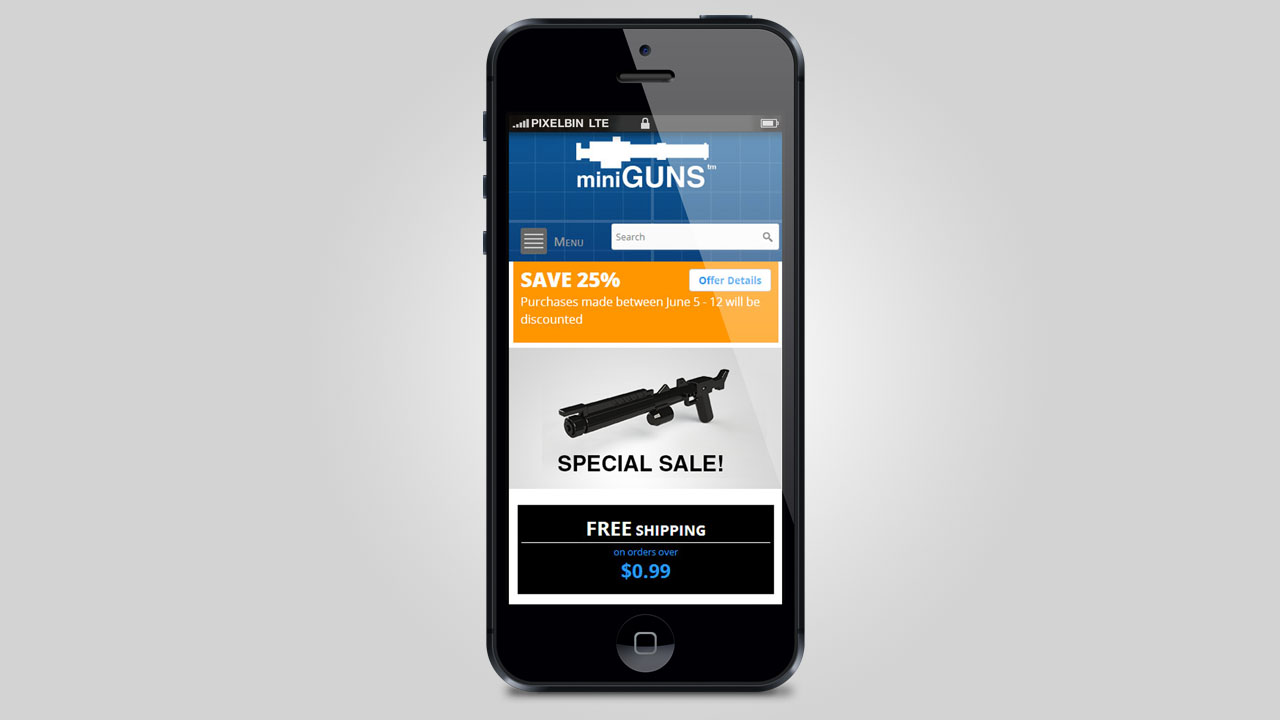 PIXELBIN LTE
miniGUNS tm
MENU
Search
SAVE 25%
Offer Details
Purchases made between June 5 - 12 will be
discounted
SPECIAL SALE!
FREE SHIPPING
on orders over
$0.99